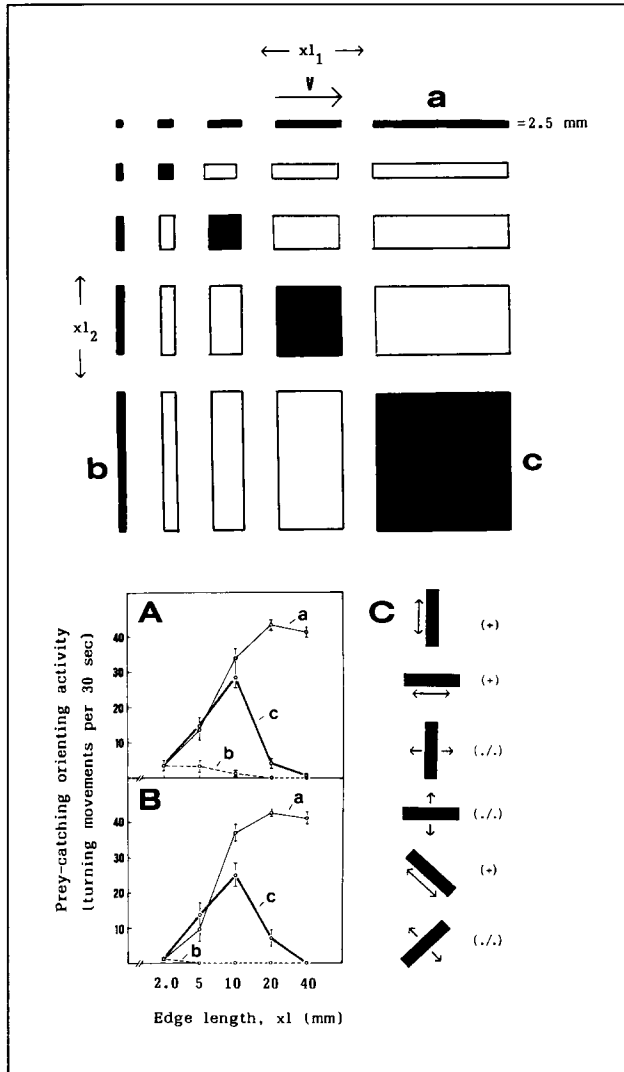 ← xl₁ →
v
a
= 2.5 mm
xl₂
b
c
A
a
c
b
40
30
20
10
B
a
c
b
40
30
20
10
2.0 5 10 20 40
Edge length, xl (mm)
Prey-catching orienting activity
(turning movements per 30 sec)
C
(+)
(+)
(./.)
(./.)
(+)
(./.)